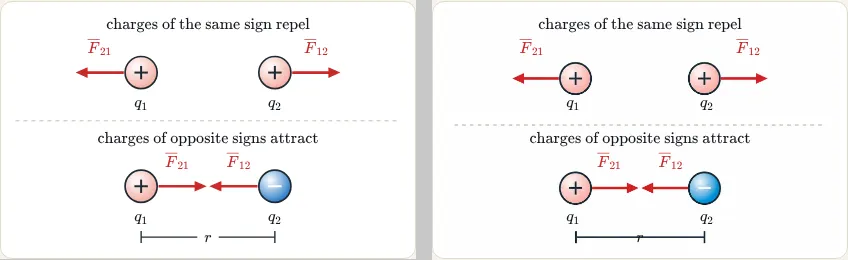 charges of the same sign repel
F̅₂₁ F̅₁₂
+ +
q₁ q₂
charges of opposite signs attract
F̅₂₁ F̅₁₂
+ −
q₁ q₂
r
charges of the same sign repel
F̅₂₁ F̅₁₂
+ +
q₁ q₂
charges of opposite signs attract
F̅₂₁ F̅₁₂
+ −
q₁ q₂
r